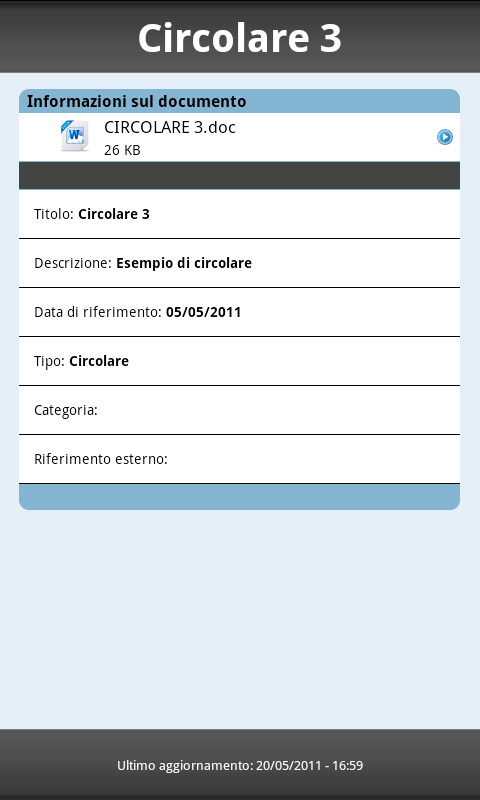 Circolare 3
Informazioni sul documento
CIRCOLARE 3.doc
26 KB
Titolo: Circolare 3
Descrizione: Esempio di circolare
Data di riferimento: 05/05/2011
Tipo: Circolare
Categoria:
Riferimento esterno:
Ultimo aggiornamento: 20/05/2011 - 16:59